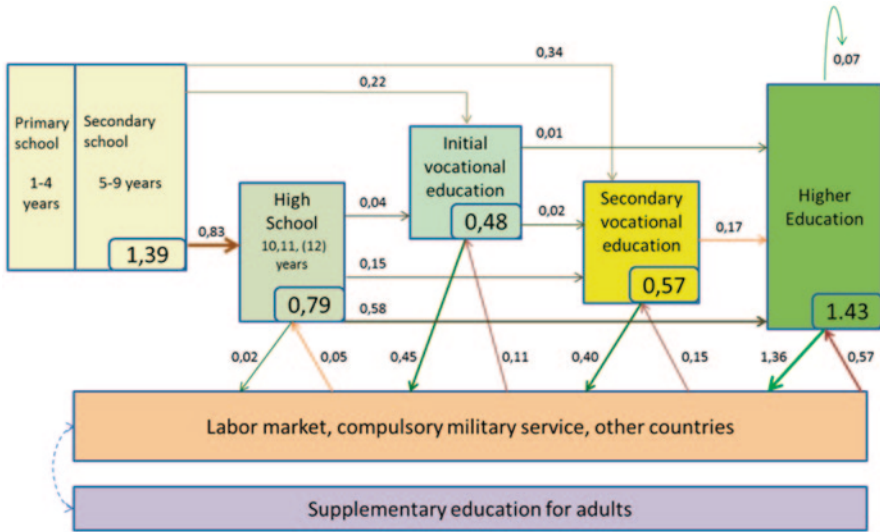 0,34
0,07
0,22
Primary
school
1-4
years
Secondary
school
5-9 years
1,39
0,83
High
School
10,11, (12)
years
0,79
0,04
0,15
0,58
Initial
vocational
education
0,48
0,01
0,02
Secondary
vocational
education
0,57
0,17
Higher
Education
1.43
0,02
0,05
0,45
0,11
0,40
0,15
1,36
0,57
Labor market, compulsory military service, other countries
Supplementary education for adults